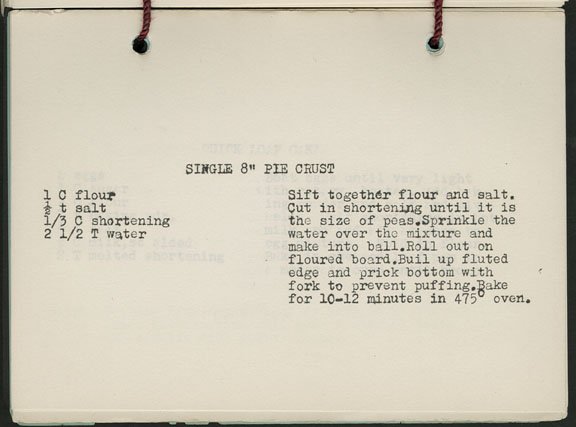 SINGLE 8" PIE CRUST
1 C flour
½ t salt
1/3 C shortening
2 1/2 T water
Sift together flour and salt.
Cut in shortening until it is
the size of peas.Sprinkle the
water over the mixture and
make into ball.Roll out on
floured board.Buil up fluted
edge and prick bottom with
fork to prevent puffing.Bake
for 10-12 minutes in 475° oven.